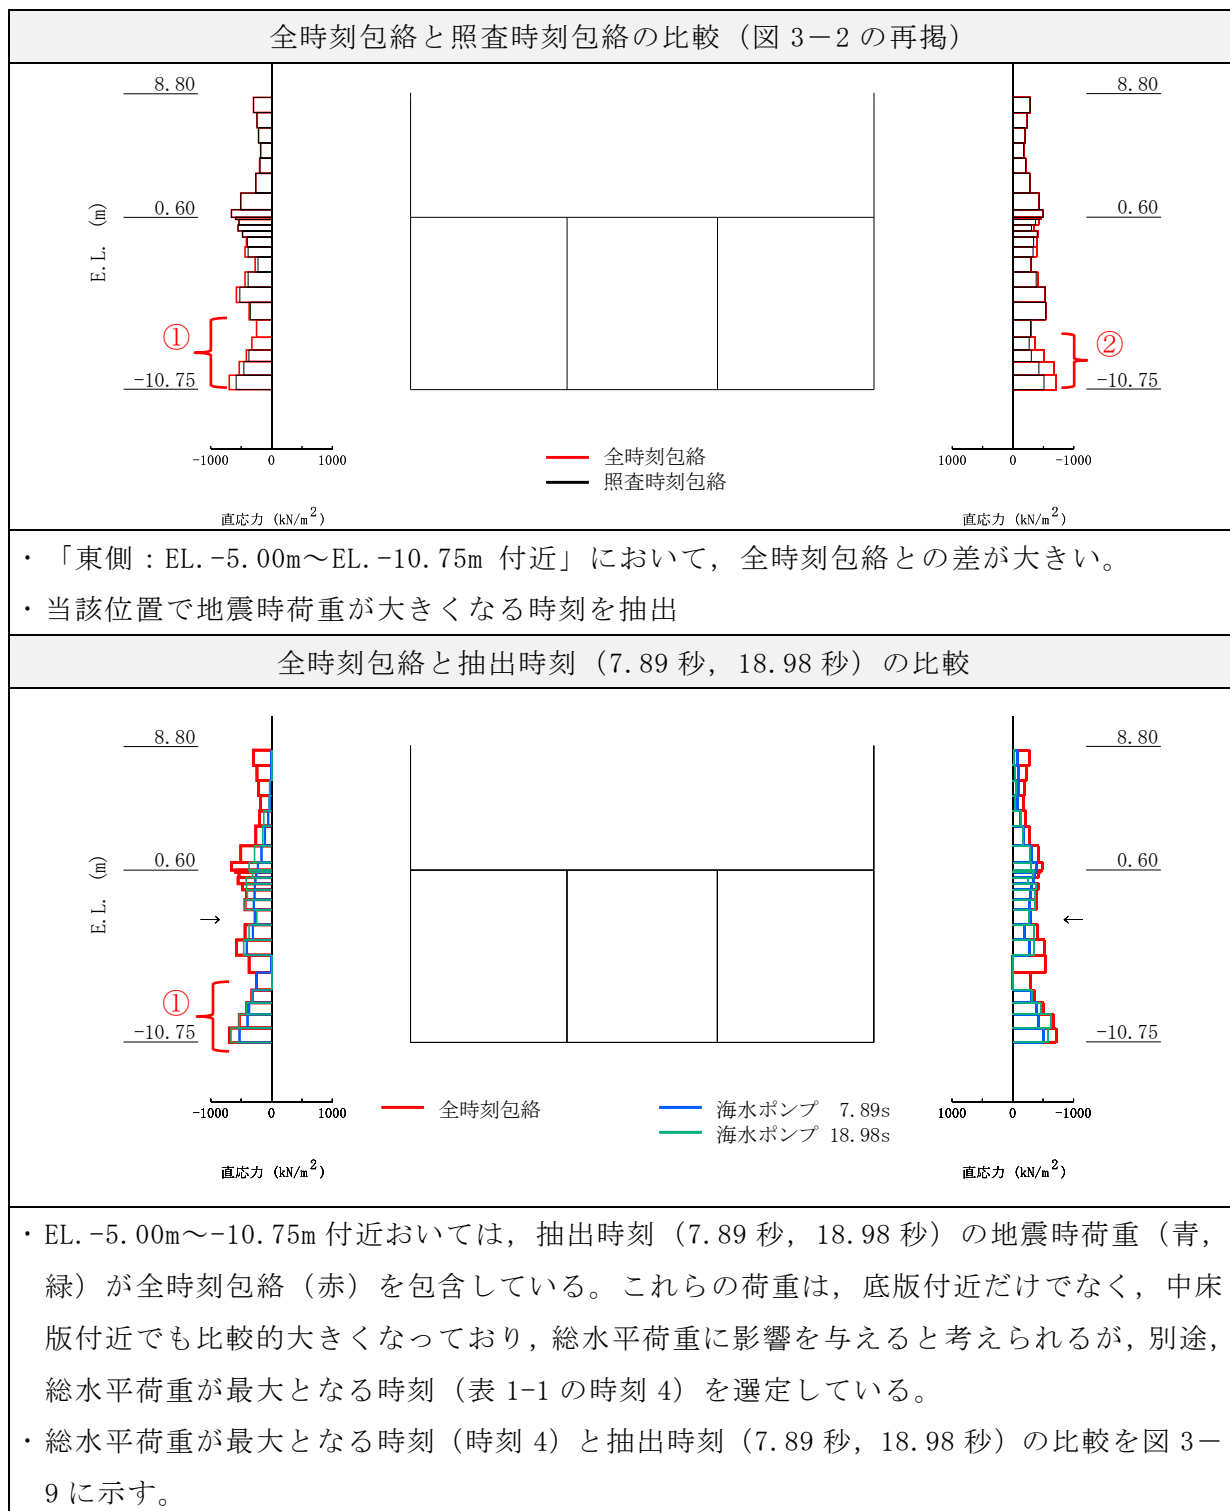 全時刻包絡と照査時刻包絡の比較（図 3－2 の再掲）
8.80
8.80
0.60
0.60
E.L. (m)
①
②
-10.75
-10.75
-1000 0 1000
1000 0 -1000
全時刻包絡
照査時刻包絡
直応力 (kN/m²)
直応力 (kN/m²)
・「東側：EL.-5.00m～EL.-10.75m 付近」において，全時刻包絡との差が大きい。
・当該位置で地震時荷重が大きくなる時刻を抽出
全時刻包絡と抽出時刻（7.89 秒，18.98 秒）の比較
8.80
8.80
0.60
0.60
E.L. (m)
→
←
①
-10.75
-10.75
-1000 0 1000
1000 0 -1000
全時刻包絡
海水ポンプ 7.89s
海水ポンプ 18.98s
直応力 (kN/m²)
直応力 (kN/m²)
・EL.-5.00m～-10.75m 付近おいては，抽出時刻（7.89 秒，18.98 秒）の地震時荷重（青，
緑）が全時刻包絡（赤）を包含している。これらの荷重は，底版付近だけでなく，中床
版付近でも比較的大きくなっており，総水平荷重に影響を与えると考えられるが，別途，
総水平荷重が最大となる時刻（表 1-1 の時刻 4）を選定している。
・総水平荷重が最大となる時刻（時刻 4）と抽出時刻（7.89 秒，18.98 秒）の比較を図 3－
9 に示す。